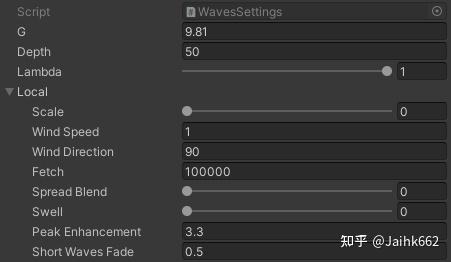 Script WavesSettings
G 9.81
Depth 50
Lambda 1
Local
Scale 0
Wind Speed 1
Wind Direction 90
Fetch 100000
Spread Blend 0
Swell 0
Peak Enhancement 3.3
Short Waves Fade 0.5
知乎 @Jaihk662